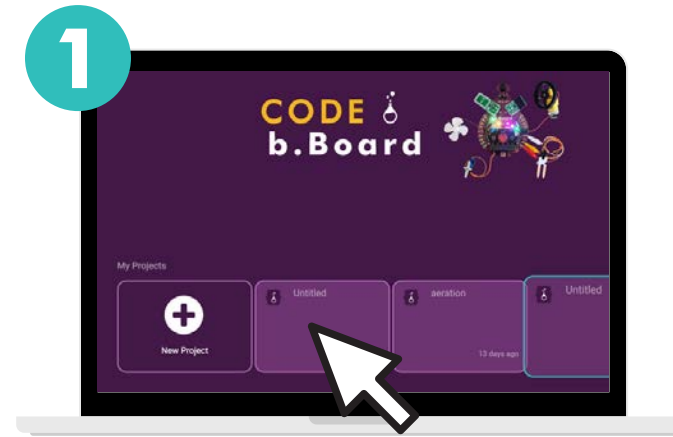 1
CODE
b.Board
My Projects
New Project
Untitled
aeration
13 days ago
Untitled